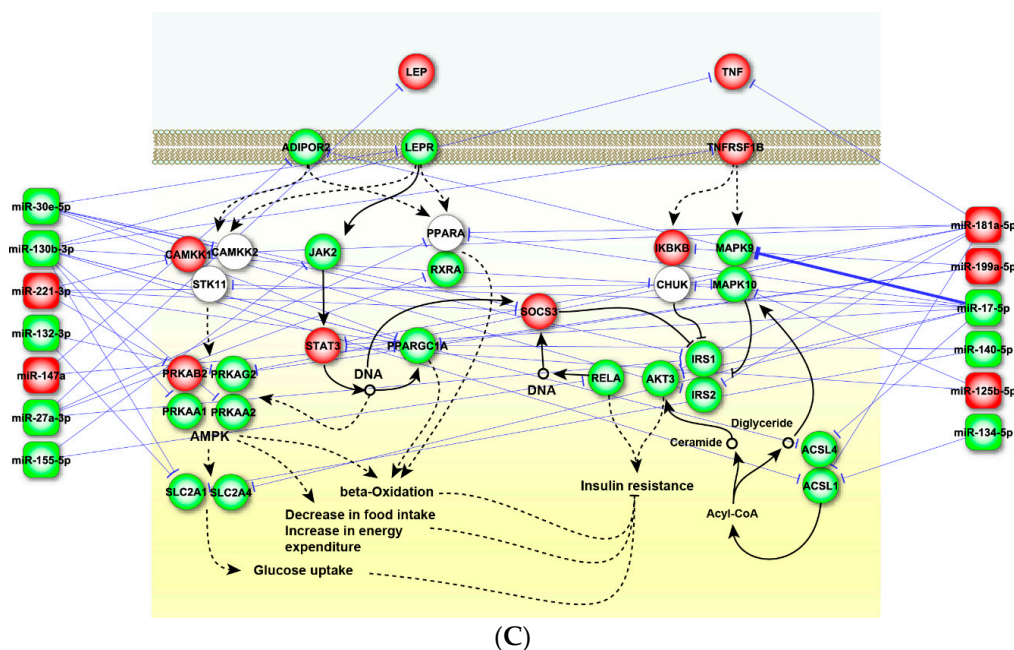 LEP
TNF
ADIPOR2
LEPR
TNFRSF1B
miR-30e-5p
miR-130b-3p
miR-221-3p
miR-132-3p
miR-147a
miR-27a-3p
miR-155-5p
miR-181a-5p
miR-199a-5p
miR-17-5p
miR-140-5p
miR-125b-5p
miR-134-5p
CAMKK1
CAMKK2
STK11
JAK2
PPARA
RXRA
IKBKB
CHUK
MAPK9
MAPK10
SOCS3
STAT3
PPARGC1A
DNA
DNA
RELA
AKT3
IRS1
IRS2
PRKAB2
PRKAG2
PRKAA1
PRKAA2
AMPK
SLC2A1
SLC2A4
Ceramide
Diglyceride
ACSL4
ACSL1
Acyl-CoA
beta-Oxidation
Insulin resistance
Decrease in food intake
Increase in energy
expenditure
Glucose uptake
(C)